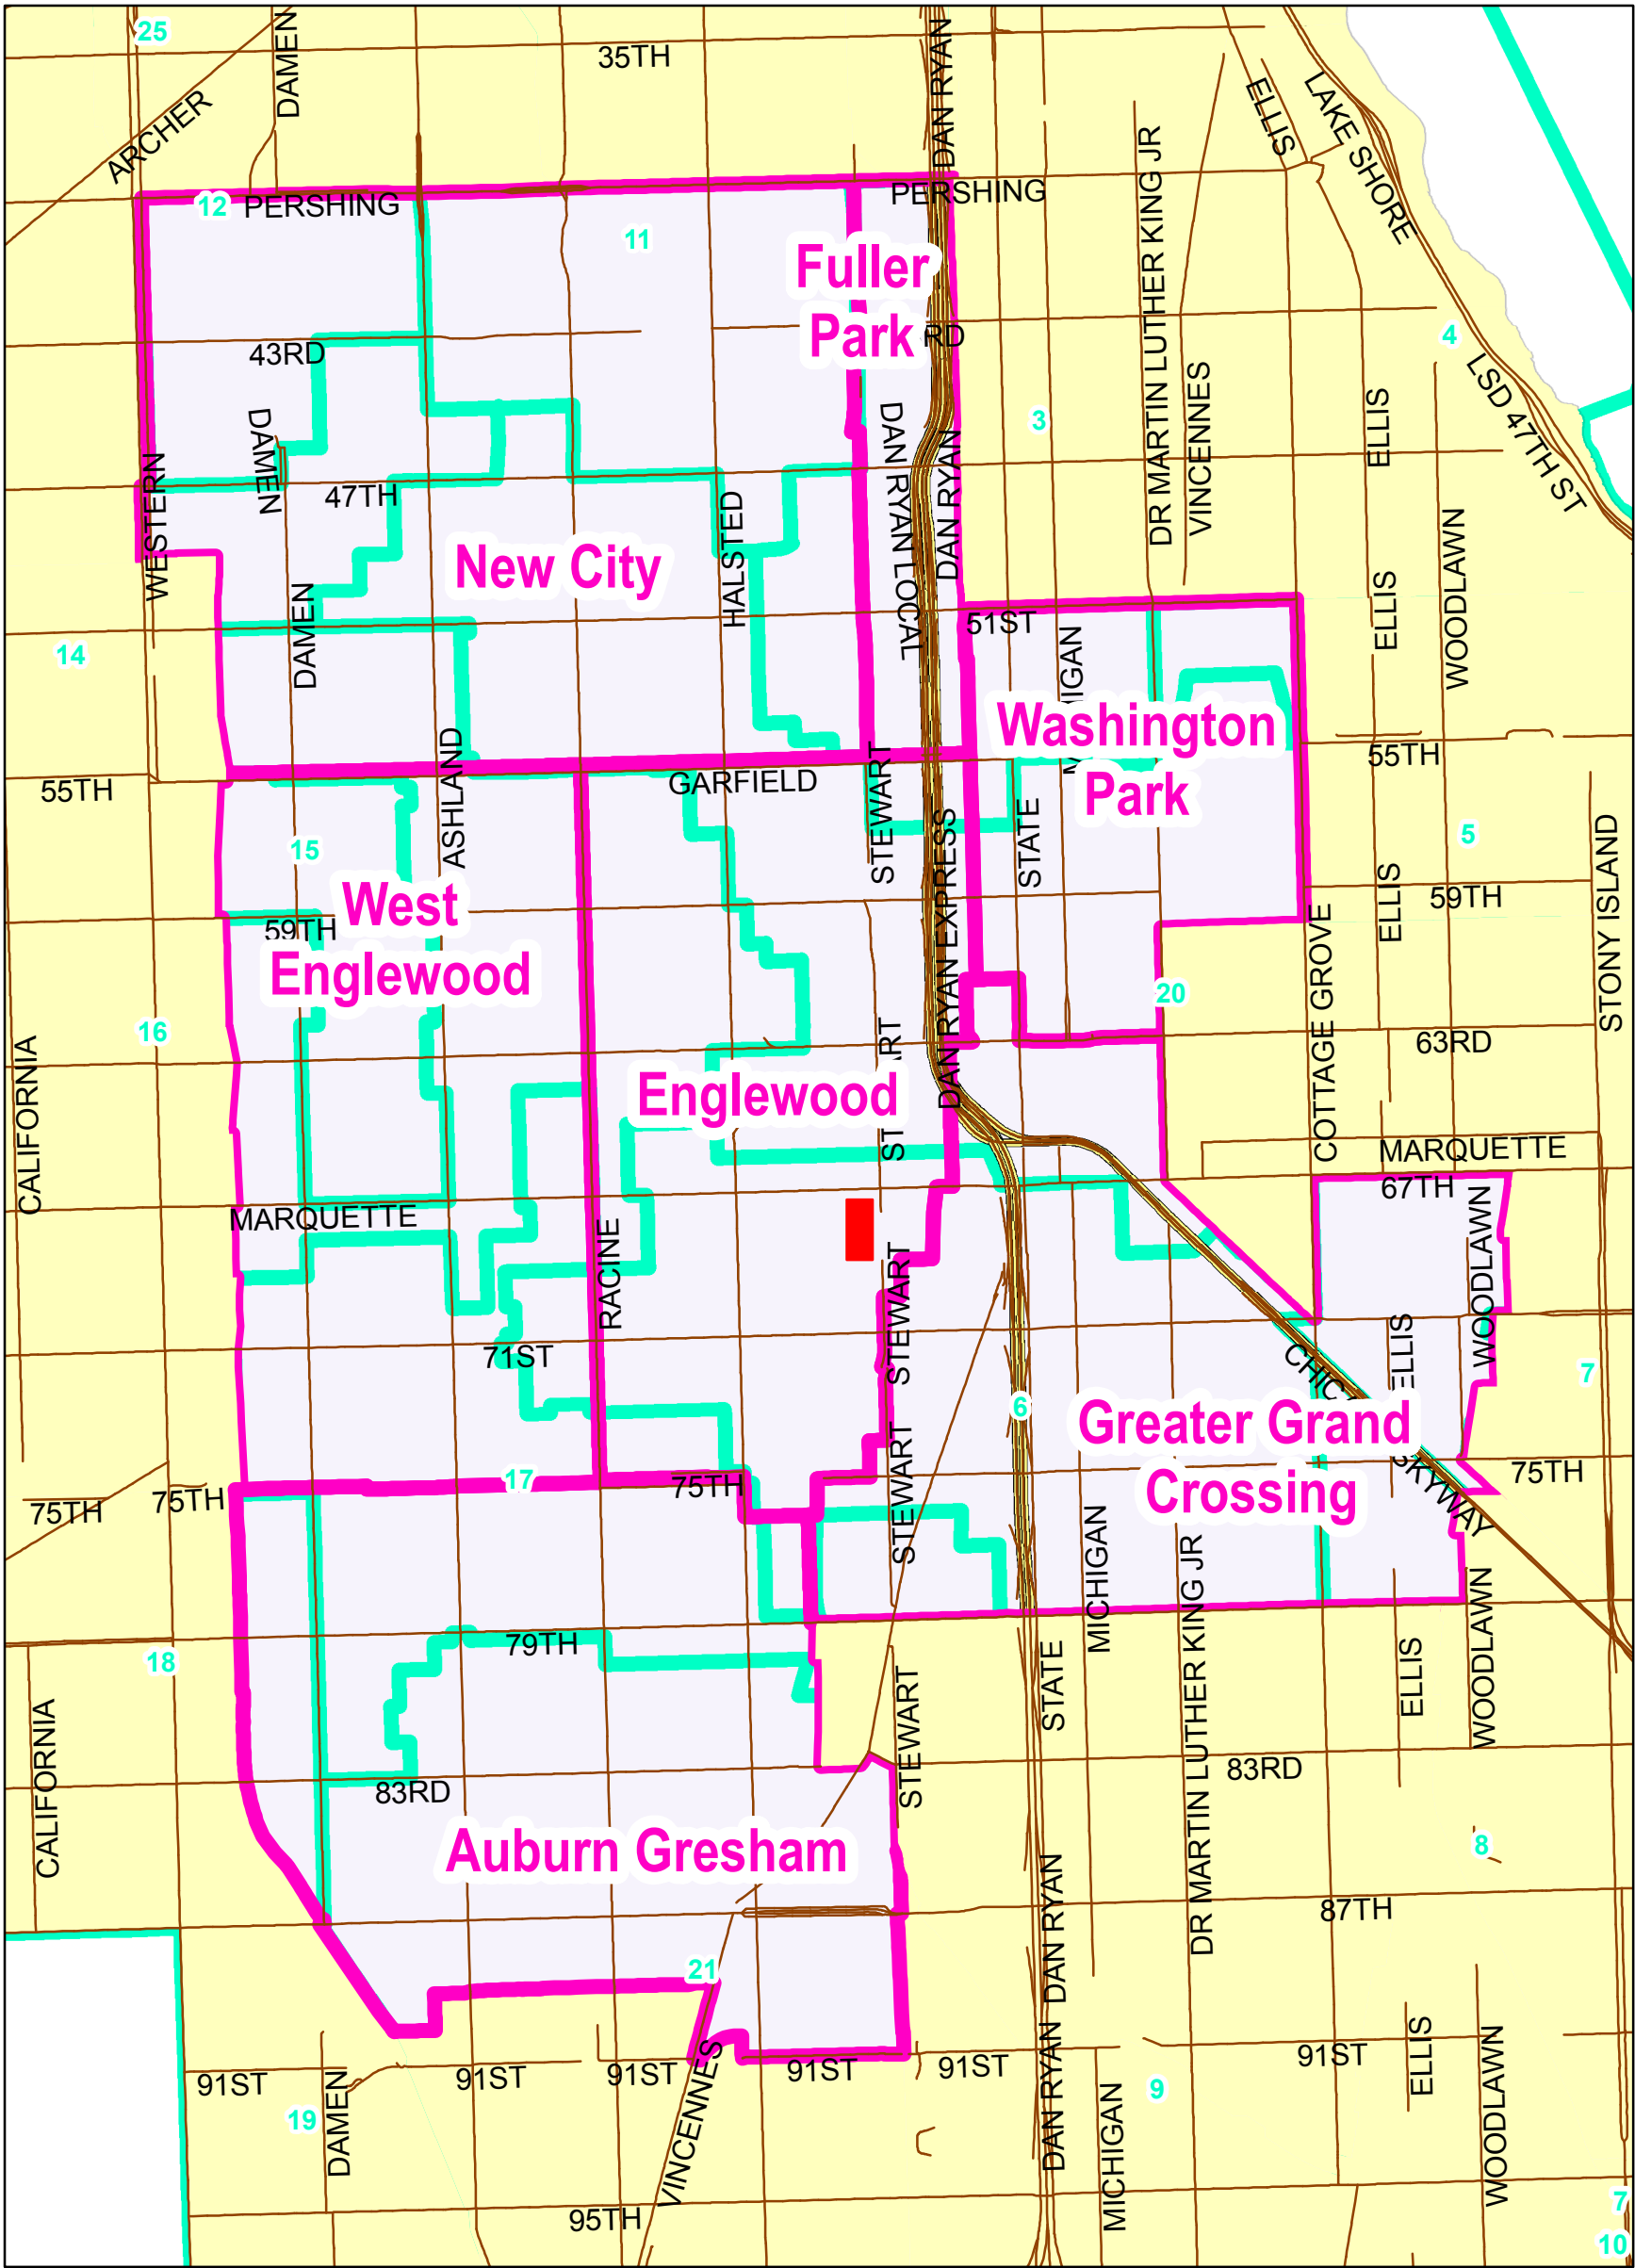 25
DAMEN
35TH
DAN RYAN
ELLIS
LAKE SHORE
ARCHER
DR MARTIN LUTHER KING JR
12
PERSHING
PERSHING
11
Fuller
Park
RD
43RD
4
LSD 47TH ST
3
VINCENNES
ELLIS
DAMEN
DAN RYAN LOCAL
DAN RYAN
WESTERN
47TH
HALSTED
New City
WOODLAWN
ELLIS
DAMEN
51ST
14
Washington
Park
55TH
55TH
GARFIELD
STEWART
ASHLAND
15
5
STATE
STONY ISLAND
West
Englewood
59TH
59TH
ELLIS
DAN RYAN EXPRESS
COTTAGE GROVE
20
16
63RD
CALIFORNIA
Englewood
MARQUETTE
67TH
MARQUETTE
WOODLAWN
RACINE
STEWART
71ST
ELLIS
7
6
Greater Grand
Crossing
SKYWAY
17
75TH
75TH
75TH
75TH
STEWART
MICHIGAN
DR MARTIN LUTHER KING JR
WOODLAWN
79TH
18
STATE
ELLIS
STEWART
CALIFORNIA
83RD
83RD
Auburn Gresham
8
87TH
DAN RYAN
21
91ST
91ST
91ST
91ST
91ST
91ST
DAN RYAN
ELLIS
WOODLAWN
DAMEN
19
9
MICHIGAN
VINCENNES
95TH
7
10